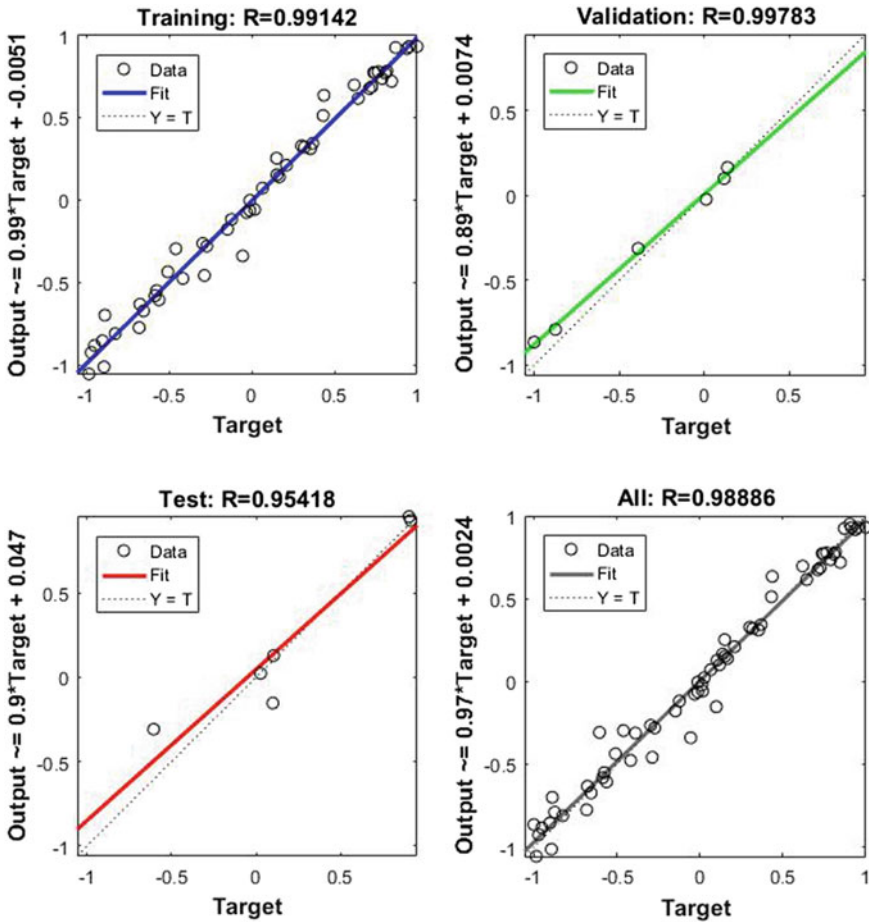 Training: R=0.99142
Output ~= 0.99*Target + -0.0051
Data
Fit
Y = T
1
0.5
0
-0.5
-1
-1
-0.5
0
0.5
1
Target
Validation: R=0.99783
Output ~= 0.89*Target + 0.0074
Data
Fit
Y = T
0.5
0
-0.5
-1
-1
-0.5
0
0.5
Target
Test: R=0.95418
Output ~= 0.9*Target + 0.047
Data
Fit
Y = T
0.5
0
-0.5
-1
-1
-0.5
0
0.5
Target
All: R=0.98886
Output ~= 0.97*Target + 0.0024
Data
Fit
Y = T
1
0.5
0
-0.5
-1
-1
-0.5
0
0.5
1
Target